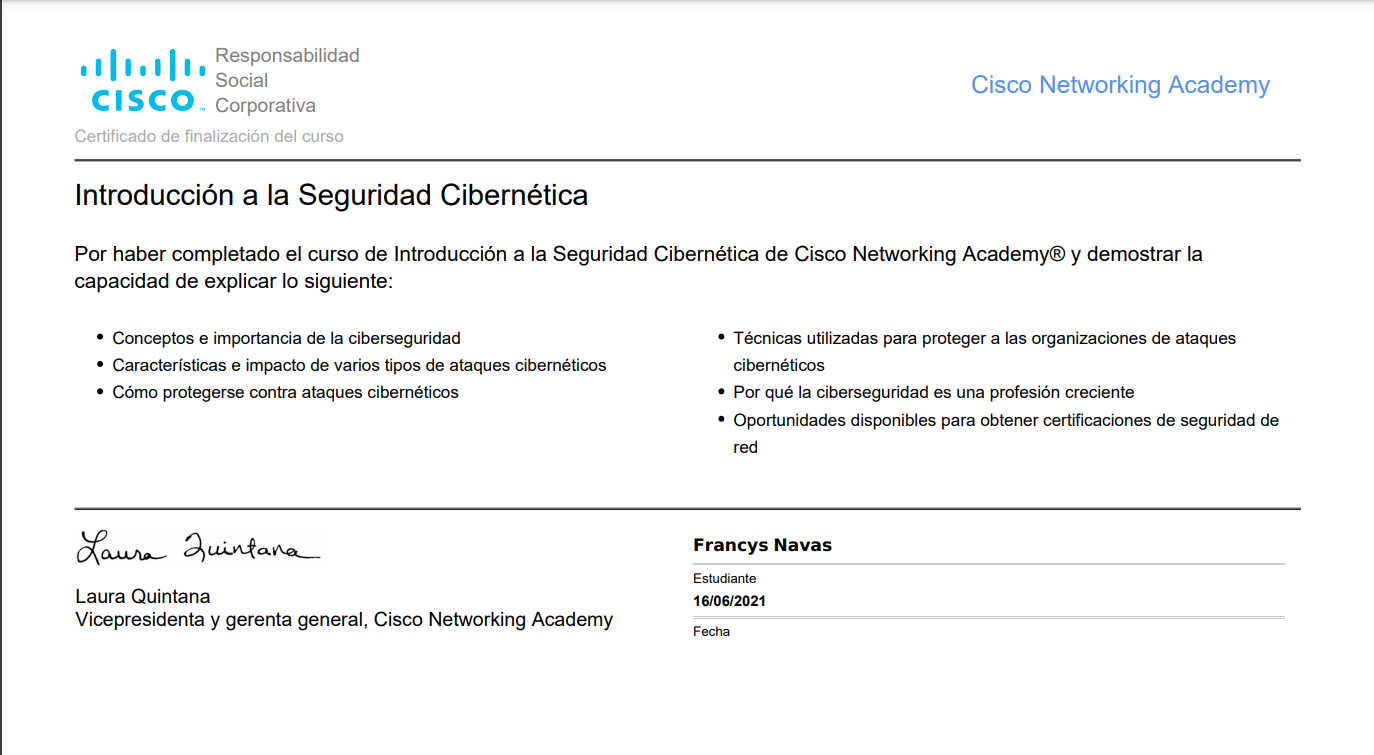 Responsabilidad
Social
CISCO™ Corporativa
Cisco Networking Academy
Certificado de finalización del curso
Introducción a la Seguridad Cibernética
Por haber completado el curso de Introducción a la Seguridad Cibernética de Cisco Networking Academy® y demostrar la
capacidad de explicar lo siguiente:
• Conceptos e importancia de la ciberseguridad
• Características e impacto de varios tipos de ataques cibernéticos
• Cómo protegerse contra ataques cibernéticos
• Técnicas utilizadas para proteger a las organizaciones de ataques
cibernéticos
• Por qué la ciberseguridad es una profesión creciente
• Oportunidades disponibles para obtener certificaciones de seguridad de
red
Laura Quintana
Laura Quintana
Vicepresidenta y gerenta general, Cisco Networking Academy
Francys Navas
Estudiante
16/06/2021
Fecha